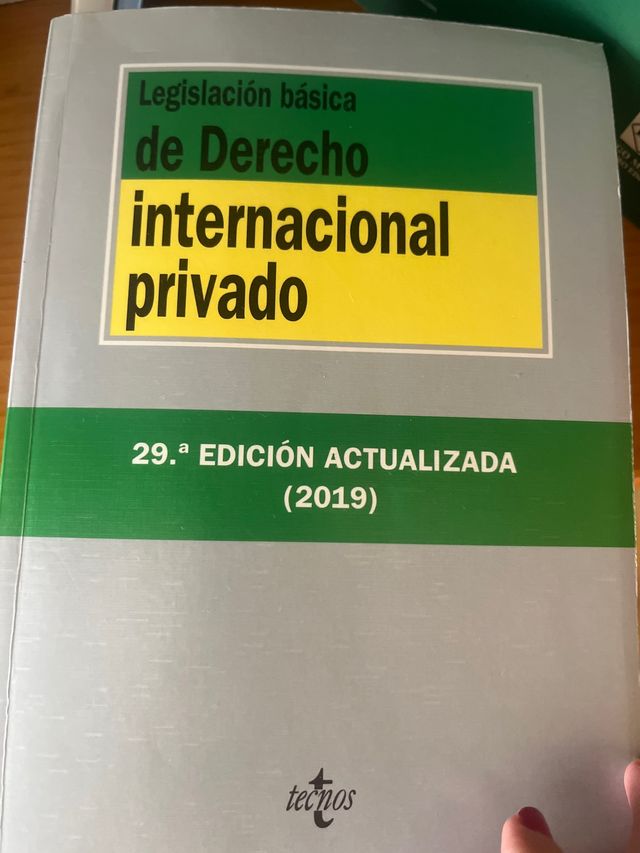 Legislación básica
de Derecho
internacional
privado
29.ª EDICIÓN ACTUALIZADA
(2019)
tecnos